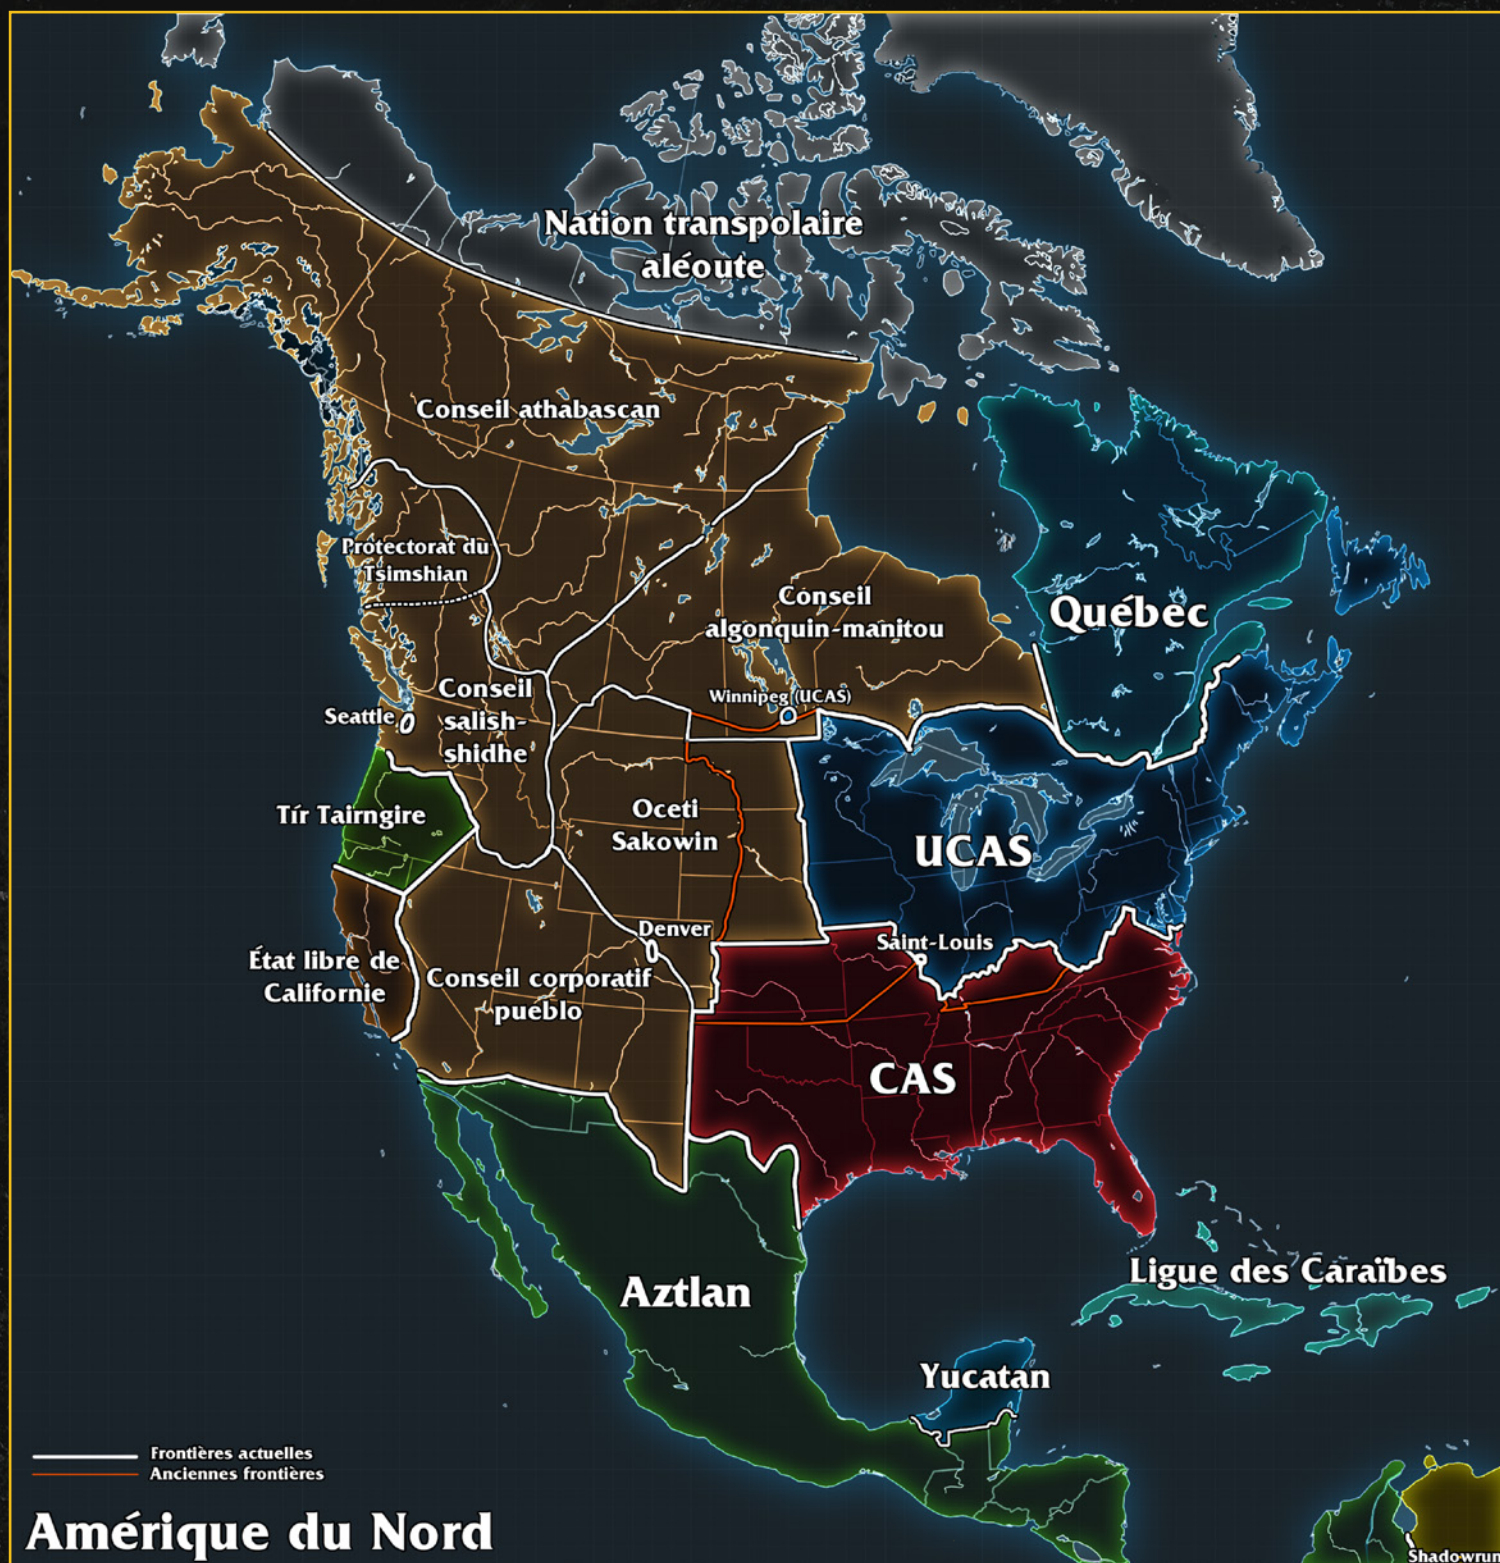 Nation transpolaire
aléoute
Conseil athabascan
Protectorat du
Tsimshian
Conseil
algonquin-manitou
Québec
Winnipeg (UCAS)
Conseil
salish-
shidhe
Seattle
Tír Tairngire
Oceti
Sakowin
UCAS
Denver
Saint-Louis
État libre de
Californie
Conseil corporatif
pueblo
CAS
Ligue des Caraïbes
Aztlan
Yucatan
Frontières actuelles
Anciennes frontières
Amérique du Nord
Shadowrun